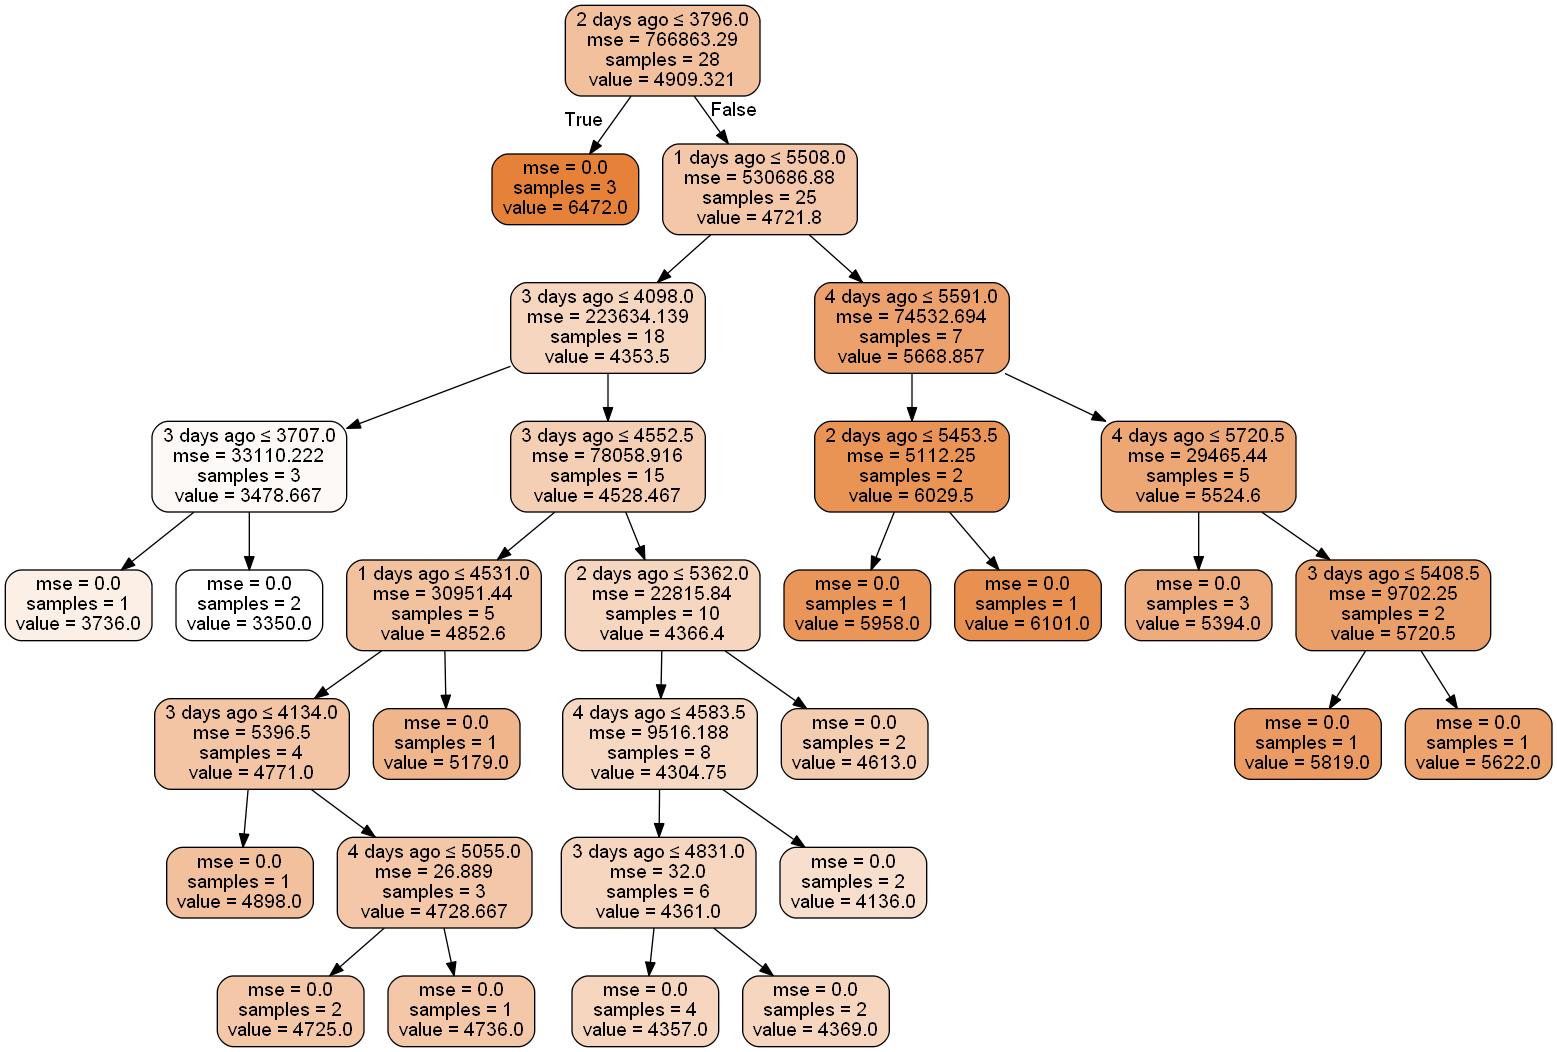 2 days ago ≤ 3796.0
mse = 766863.29
samples = 28
value = 4909.321
True
False
mse = 0.0
samples = 3
value = 6472.0
1 days ago ≤ 5508.0
mse = 530686.88
samples = 25
value = 4721.8
3 days ago ≤ 4098.0
mse = 223634.139
samples = 18
value = 4353.5
4 days ago ≤ 5591.0
mse = 74532.694
samples = 7
value = 5668.857
3 days ago ≤ 3707.0
mse = 33110.222
samples = 3
value = 3478.667
3 days ago ≤ 4552.5
mse = 78058.916
samples = 15
value = 4528.467
2 days ago ≤ 5453.5
mse = 5112.25
samples = 2
value = 6029.5
4 days ago ≤ 5720.5
mse = 29465.44
samples = 5
value = 5524.6
mse = 0.0
samples = 1
value = 3736.0
mse = 0.0
samples = 2
value = 3350.0
1 days ago ≤ 4531.0
mse = 30951.44
samples = 5
value = 4852.6
2 days ago ≤ 5362.0
mse = 22815.84
samples = 10
value = 4366.4
mse = 0.0
samples = 1
value = 5958.0
mse = 0.0
samples = 1
value = 6101.0
mse = 0.0
samples = 3
value = 5394.0
3 days ago ≤ 5408.5
mse = 9702.25
samples = 2
value = 5720.5
3 days ago ≤ 4134.0
mse = 5396.5
samples = 4
value = 4771.0
mse = 0.0
samples = 1
value = 5179.0
4 days ago ≤ 4583.5
mse = 9516.188
samples = 8
value = 4304.75
mse = 0.0
samples = 2
value = 4613.0
mse = 0.0
samples = 1
value = 5819.0
mse = 0.0
samples = 1
value = 5622.0
mse = 0.0
samples = 1
value = 4898.0
4 days ago ≤ 5055.0
mse = 26.889
samples = 3
value = 4728.667
3 days ago ≤ 4831.0
mse = 32.0
samples = 6
value = 4361.0
mse = 0.0
samples = 2
value = 4136.0
mse = 0.0
samples = 2
value = 4725.0
mse = 0.0
samples = 1
value = 4736.0
mse = 0.0
samples = 4
value = 4357.0
mse = 0.0
samples = 2
value = 4369.0